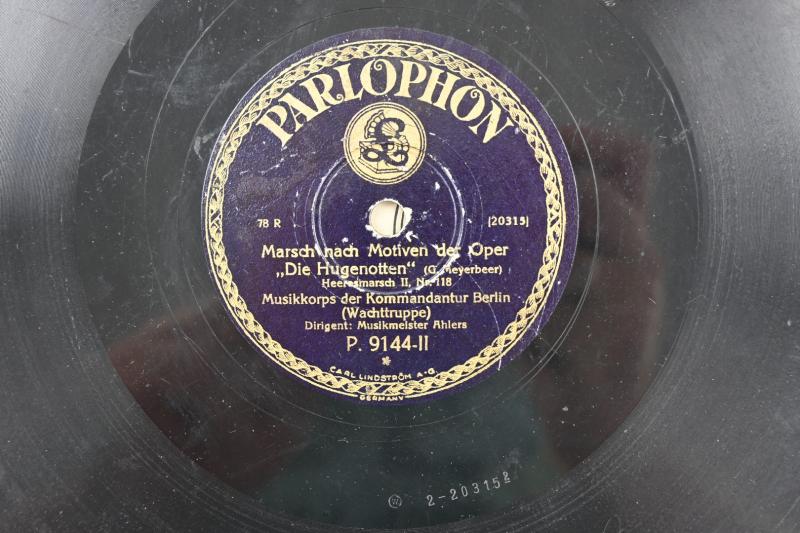 PARLOPHON
£
78 R
[20315]
Marsch nach Motiven der Oper
„Die Hugenotten“ (G. Meyerbeer)
Heeresmarsch II, Nr. 118
Musikkorps der Kommandantur Berlin
(Wachttruppe)
Dirigent: Musikmeister Ahlers
P. 9144-II
*
CARL LINDSTRÖM A-G
GERMANY
W 2-20315²